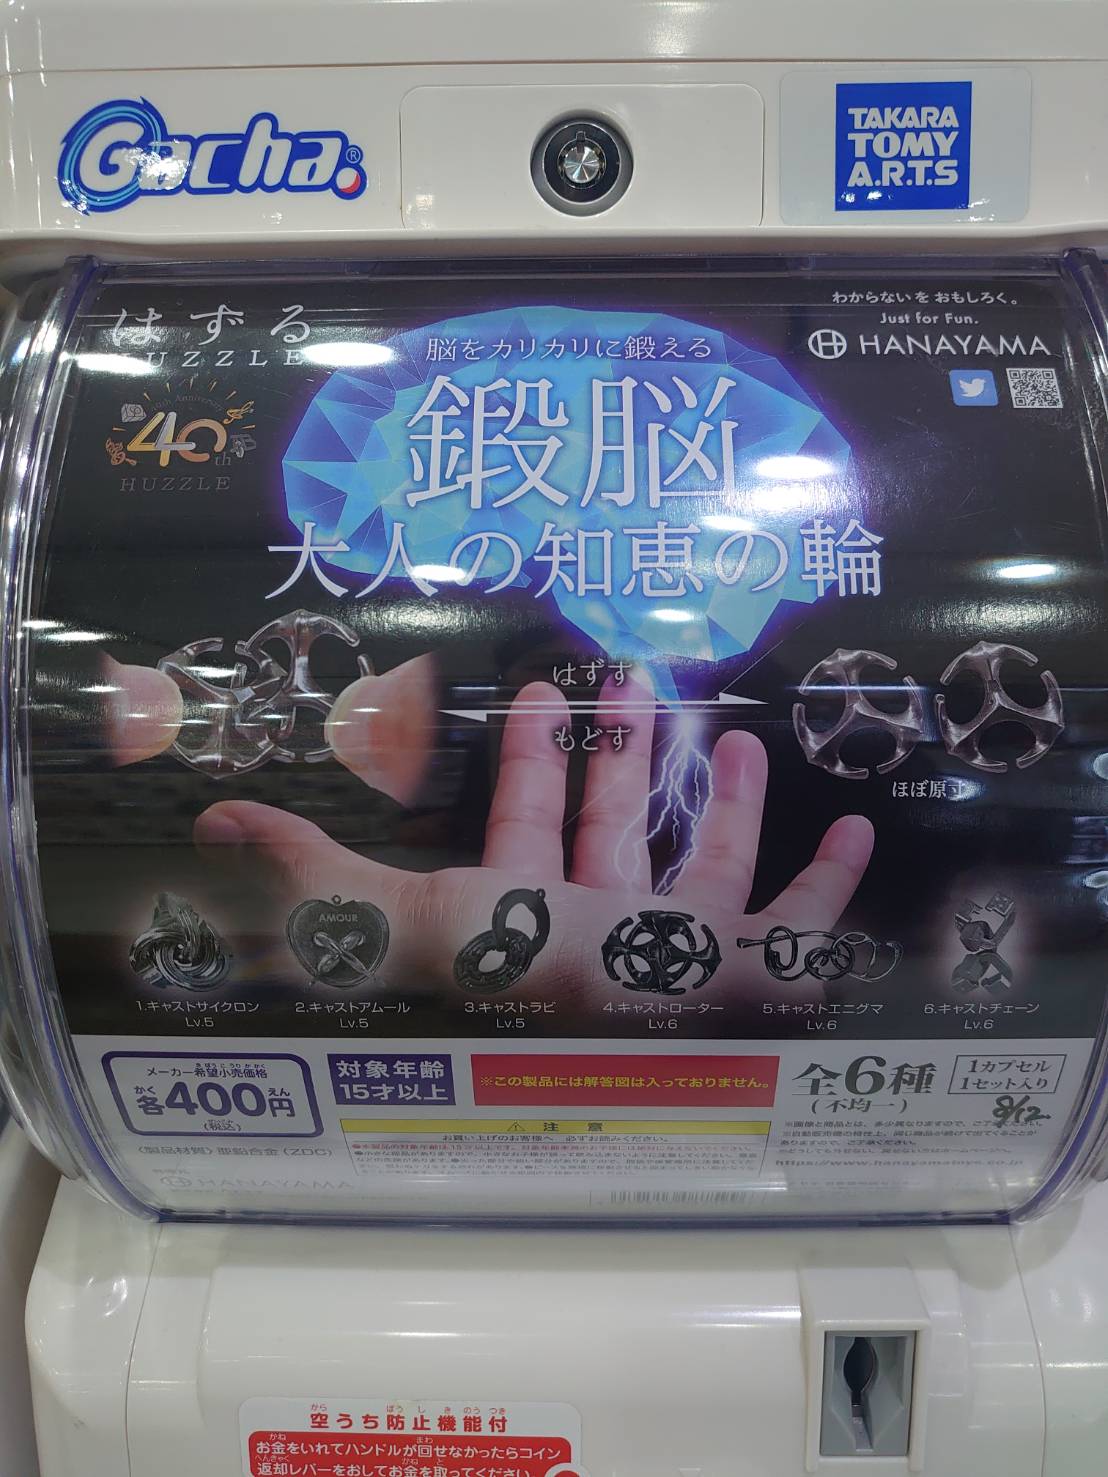 Gacha.®
TAKARA
TOMY
A.R.T.S
はずる
HUZZLE
40th
HUZZLE
わからないを おもしろく。
Just for Fun.
HANAYAMA
脳をカリカリに鍛える
鍛脳
大人の知恵の輪
はずす
もどす
ほぼ原寸
AMOUR
1.キャストサイクロン
Lv.5
2.キャストアムール
Lv.5
3.キャストラビ
Lv.5
4.キャストローター
Lv.6
5.キャストエニグマ
Lv.6
6.キャストチェーン
Lv.6
メーカー希望小売価格
各400円
(税込)
対象年齢
15才以上
※この製品には解答図は入っておりません。
全6種
(不均一)
1カプセル
1セット入り
8/2
⚠ 注意
お買い上げのお客様へ 必ずお読みください。
〈製品材質〉亜鉛合金(ZDC)
HANAYAMA
https://www.hanayamatoys.co.jp
空うち防止機能付
お金をいれてハンドルが回せなかったらコイン
返却レバーをおしてお金を取ってください。